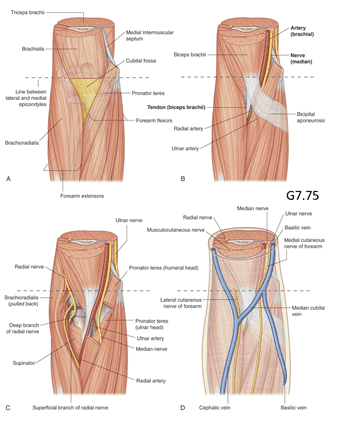 Triceps brachii
Brachialis
Medial intermuscular
septum
Cubital fossa
Line between
lateral and medial
epicondyles
Pronator teres
Forearm flexors
Brachioradialis
A
Forearm extensors
Artery
(brachial)
Biceps brachii
Nerve
(median)
Tendon (biceps brachii)
Radial artery
Bicipital
aponeurosis
Ulnar artery
B
G7.75
Ulnar nerve
Radial nerve
Pronator teres (humeral head)
Brachioradialis
(pulled back)
Deep branch
of radial nerve
Pronator teres
(ulnar head)
Ulnar artery
Median nerve
Supinator
Radial artery
C
Superficial branch of radial nerve
Median nerve
Radial nerve
Ulnar nerve
Musculocutaneous nerve
Basilic vein
Medial cutaneous
nerve of forearm
Lateral cutaneous
nerve of forearm
Median cubital
vein
D
Cephalic vein
Basilic vein